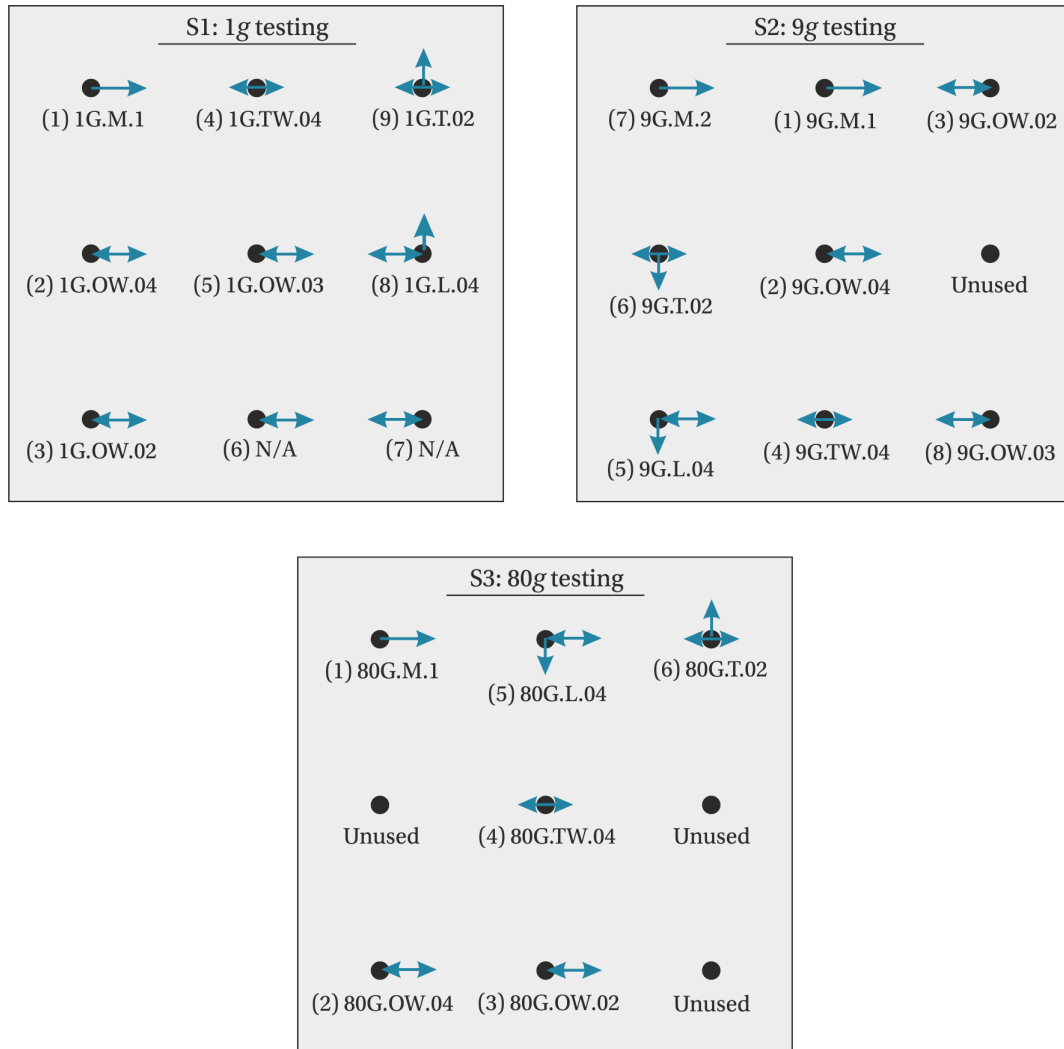 S1: 1g testing
(1) 1G.M.1
(4) 1G.TW.04
(9) 1G.T.02
(2) 1G.OW.04
(5) 1G.OW.03
(8) 1G.L.04
(3) 1G.OW.02
(6) N/A
(7) N/A
S2: 9g testing
(7) 9G.M.2
(1) 9G.M.1
(3) 9G.OW.02
(6) 9G.T.02
(2) 9G.OW.04
Unused
(5) 9G.L.04
(4) 9G.TW.04
(8) 9G.OW.03
S3: 80g testing
(1) 80G.M.1
(5) 80G.L.04
(6) 80G.T.02
Unused
(4) 80G.TW.04
Unused
(2) 80G.OW.04
(3) 80G.OW.02
Unused